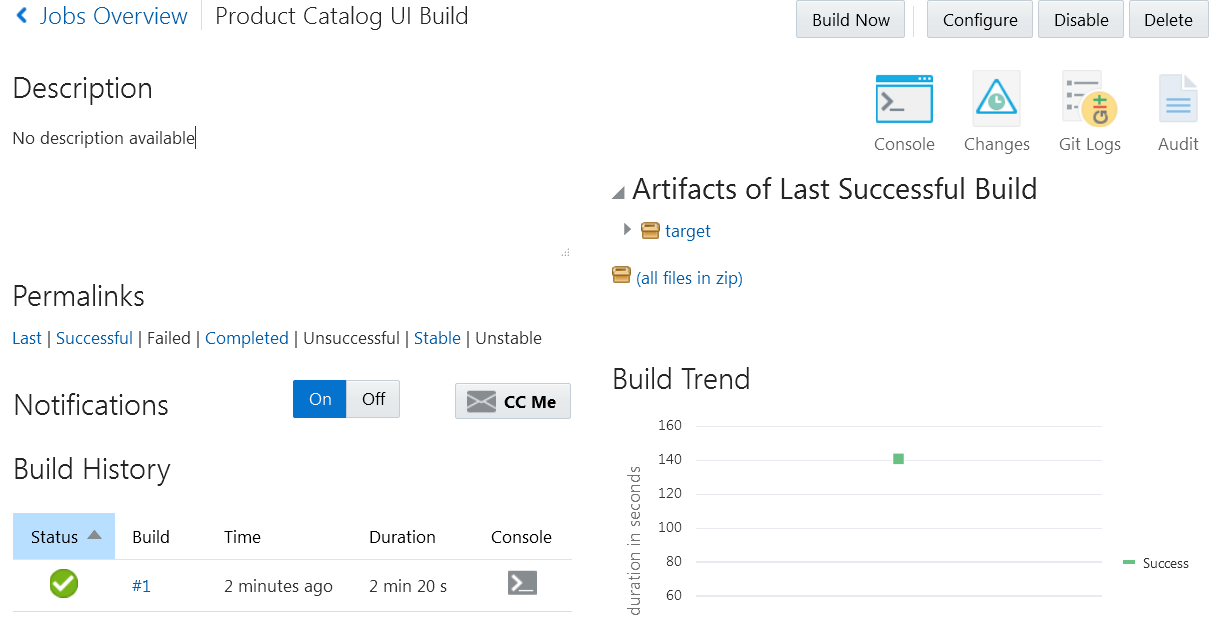 Jobs Overview Product Catalog UI Build
Build Now Configure Disable Delete
Description
No description available
Console Changes Git Logs Audit
Artifacts of Last Successful Build
target
(all files in zip)
Permalinks
Last | Successful | Failed | Completed | Unsuccessful | Stable | Unstable
Notifications On Off CC Me
Build History
Status Build Time Duration Console
#1 2 minutes ago 2 min 20 s
Build Trend
160
140
120
100
80
60
duration in seconds
Success